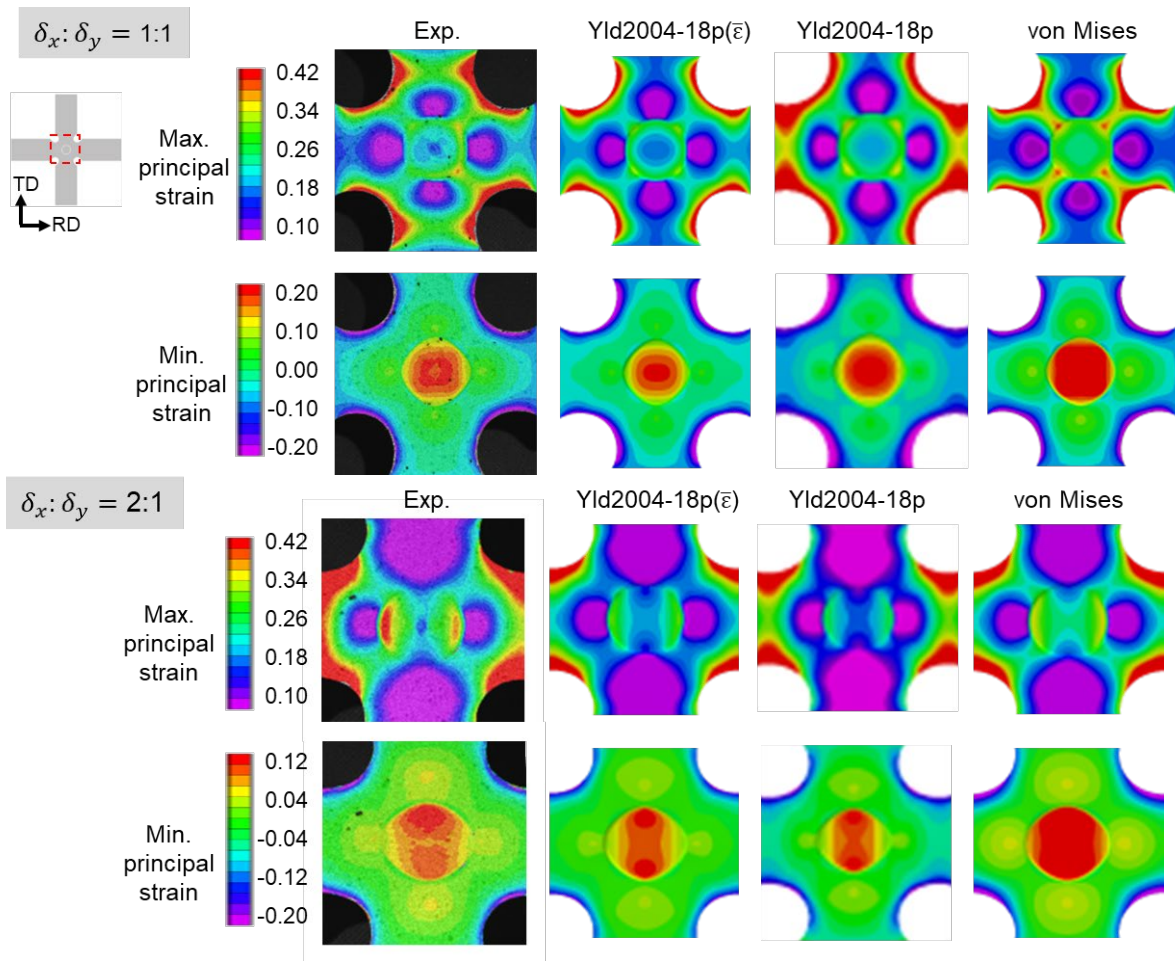 δx: δy = 1:1
Exp.
Yld2004-18p(ε̅)
Yld2004-18p
von Mises
TD
RD
Max.
principal
strain
0.42
0.34
0.26
0.18
0.10
Min.
principal
strain
0.20
0.10
0.00
-0.10
-0.20
δx: δy = 2:1
Exp.
Yld2004-18p(ε̅)
Yld2004-18p
von Mises
Max.
principal
strain
0.42
0.34
0.26
0.18
0.10
Min.
principal
strain
0.12
0.04
-0.04
-0.12
-0.20